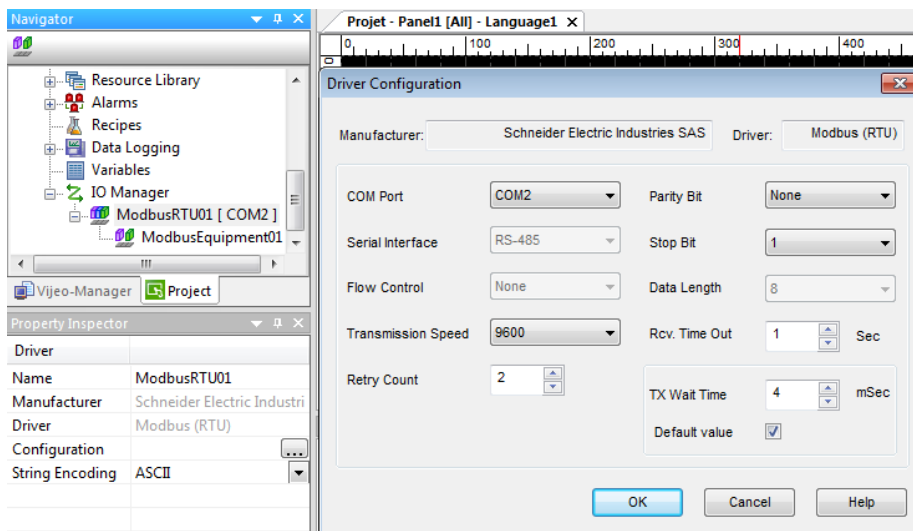 Navigator
Resource Library
Alarms
Recipes
Data Logging
Variables
IO Manager
ModbusRTU01 [ COM2 ]
ModbusEquipment01
Vijeo-Manager
Project
Property Inspector
Driver
Name ModbusRTU01
Manufacturer Schneider Electric Industri
Driver Modbus (RTU)
Configuration ...
String Encoding ASCII
Projet - Panel1 [All] - Language1
0 100 200 300 400
0
Driver Configuration
Manufacturer: Schneider Electric Industries SAS Driver: Modbus (RTU)
COM Port COM2 Parity Bit None
Serial Interface RS-485 Stop Bit 1
Flow Control None Data Length 8
Transmission Speed 9600 Rcv. Time Out 1 Sec
Retry Count 2 TX Wait Time 4 mSec
Default value
OK Cancel Help